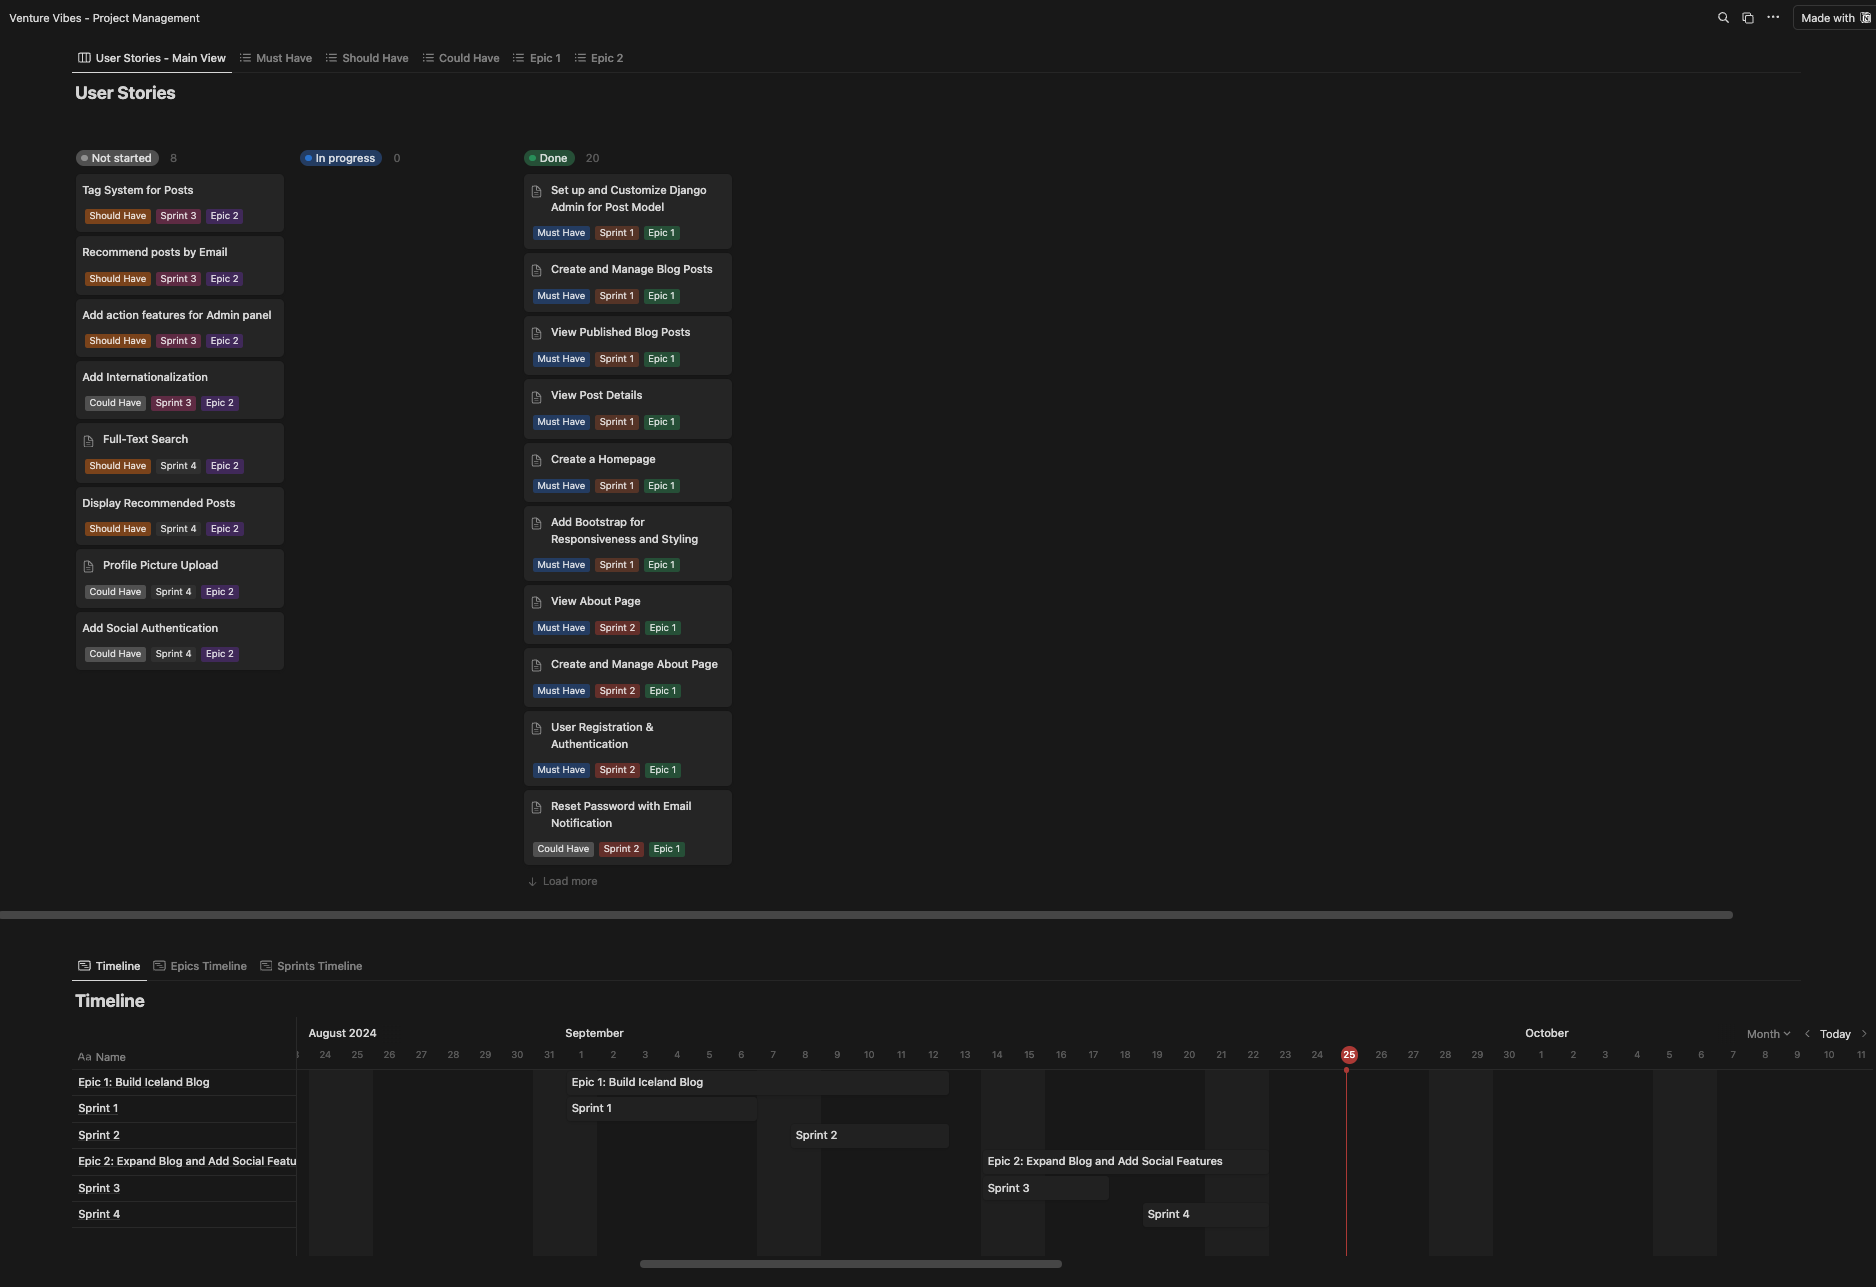 Venture Vibes - Project Management
Made with
User Stories - Main View Must Have Should Have Could Have Epic 1 Epic 2
User Stories
Not started 8
Tag System for Posts
Should Have Sprint 3 Epic 2
Recommend posts by Email
Should Have Sprint 3 Epic 2
Add action features for Admin panel
Should Have Sprint 3 Epic 2
Add Internationalization
Could Have Sprint 3 Epic 2
Full-Text Search
Should Have Sprint 4 Epic 2
Display Recommended Posts
Should Have Sprint 4 Epic 2
Profile Picture Upload
Could Have Sprint 4 Epic 2
Add Social Authentication
Could Have Sprint 4 Epic 2
In progress 0
Done 20
Set up and Customize Django
Admin for Post Model
Must Have Sprint 1 Epic 1
Create and Manage Blog Posts
Must Have Sprint 1 Epic 1
View Published Blog Posts
Must Have Sprint 1 Epic 1
View Post Details
Must Have Sprint 1 Epic 1
Create a Homepage
Must Have Sprint 1 Epic 1
Add Bootstrap for
Responsiveness and Styling
Must Have Sprint 1 Epic 1
View About Page
Must Have Sprint 2 Epic 1
Create and Manage About Page
Must Have Sprint 2 Epic 1
User Registration &
Authentication
Must Have Sprint 2 Epic 1
Reset Password with Email
Notification
Could Have Sprint 2 Epic 1
Load more
Timeline Epics Timeline Sprints Timeline
Timeline
August 2024 September October Month Today
Aa Name 24 25 26 27 28 29 30 31 1 2 3 4 5 6 7 8 9 10 11 12 13 14 15 16 17 18 19 20 21 22 23 24 25 26 27 28 29 30 1 2 3 4 5 6 7 8 9 10 11
Epic 1: Build Iceland Blog Epic 1: Build Iceland Blog
Sprint 1 Sprint 1
Sprint 2 Sprint 2
Epic 2: Expand Blog and Add Social Featu Epic 2: Expand Blog and Add Social Features
Sprint 3 Sprint 3
Sprint 4 Sprint 4